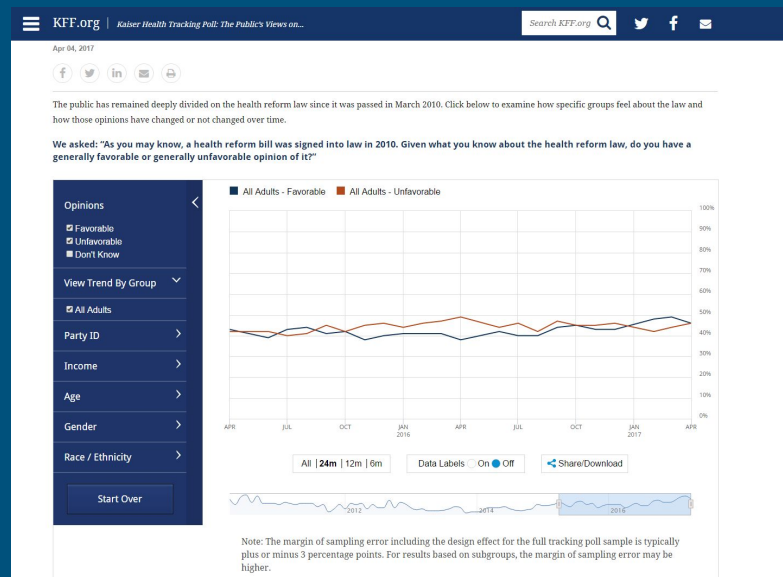 KFF.org | Kaiser Health Tracking Poll: The Public's Views on...
Search KFF.org
Apr 04, 2017
The public has remained deeply divided on the health reform law since it was passed in March 2010. Click below to examine how specific groups feel about the law and
how those opinions have changed or not changed over time.
We asked: "As you may know, a health reform bill was signed into law in 2010. Given what you know about the health reform law, do you have a
generally favorable or generally unfavorable opinion of it?"
Opinions
Favorable
Unfavorable
Don't Know
View Trend By Group
All Adults
Party ID
Income
Age
Gender
Race / Ethnicity
Start Over
All Adults - Favorable All Adults - Unfavorable
100%
90%
80%
70%
60%
50%
40%
30%
20%
10%
0%
APR JUL OCT JAN APR JUL OCT JAN APR
2016 2017
All | 24m | 12m | 6m Data Labels On Off Share/Download
2012 2014 2016
Note: The margin of sampling error including the design effect for the full tracking poll sample is typically
plus or minus 3 percentage points. For results based on subgroups, the margin of sampling error may be
higher.